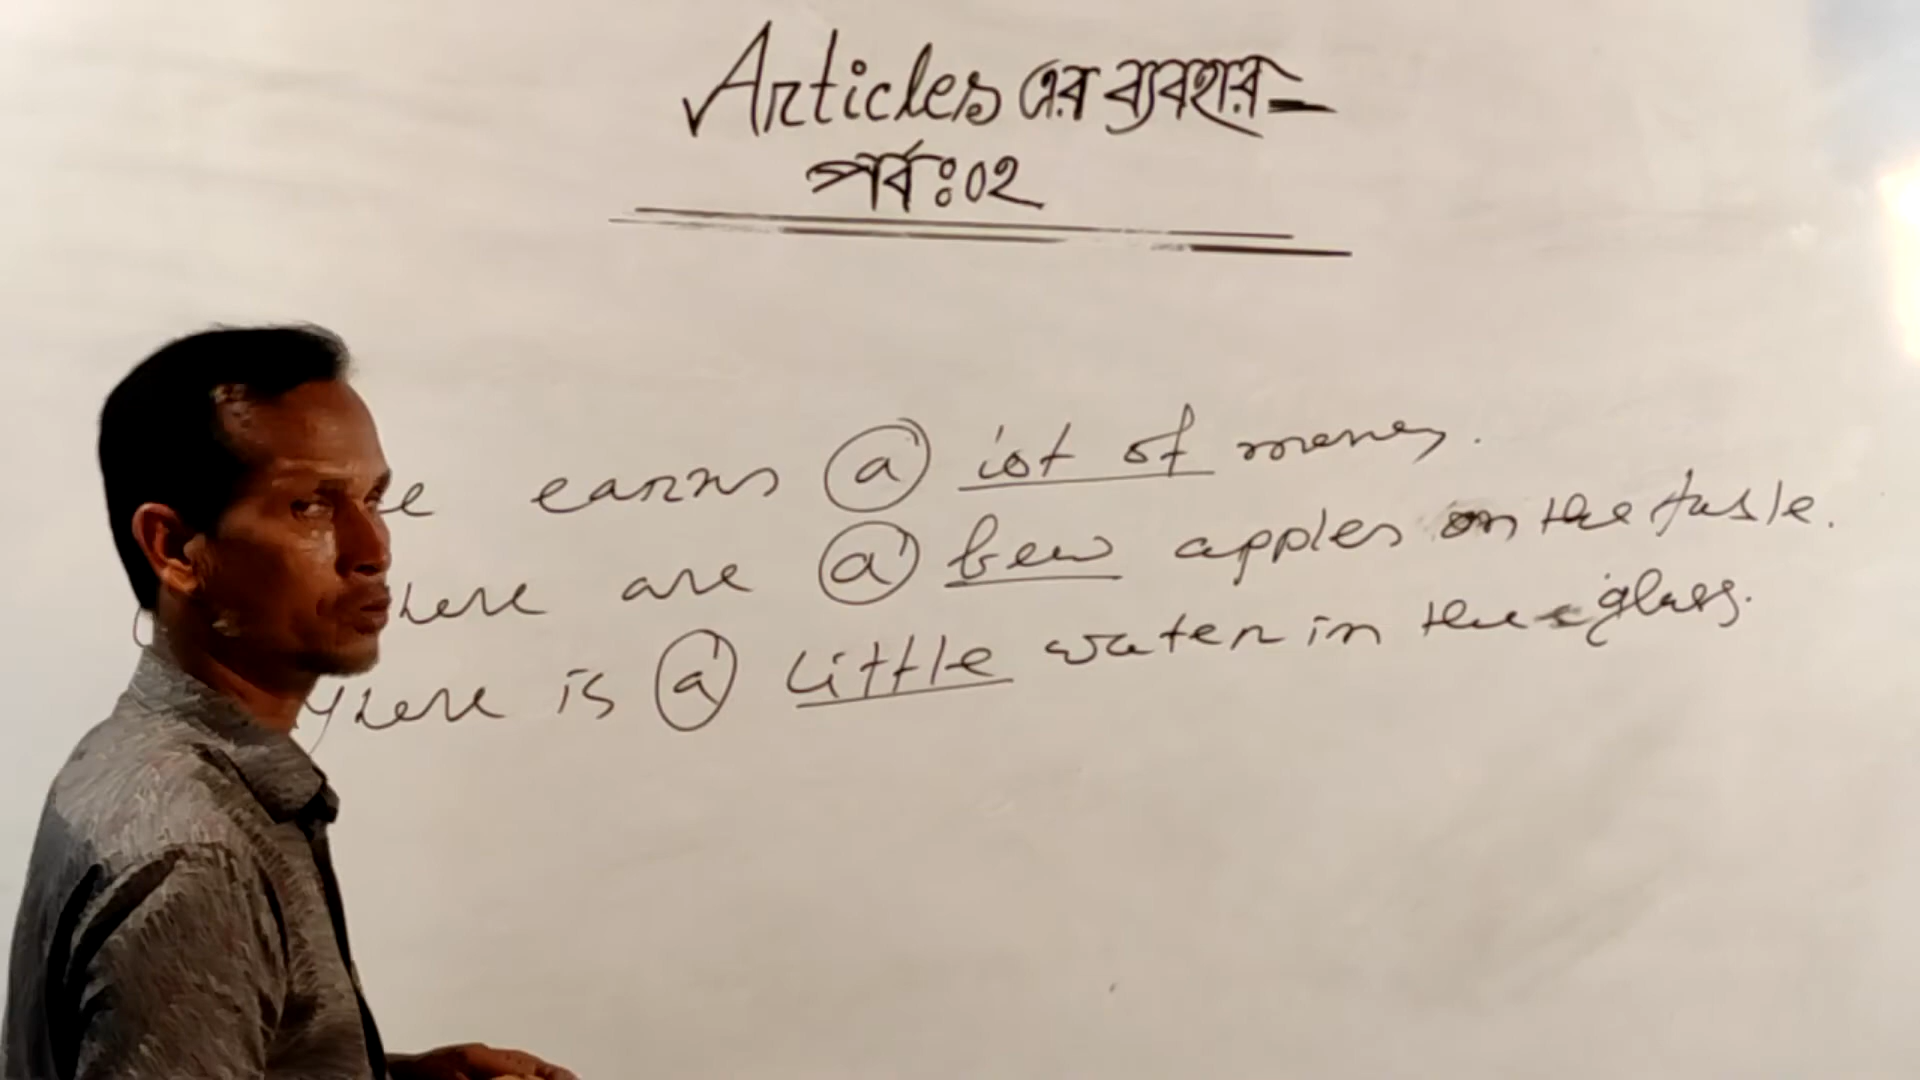 Articles এর ব্যবহার-
পর্ব:০২
e earns a lot of money.
here are a few apples on the table.
There is a little water in the glass.